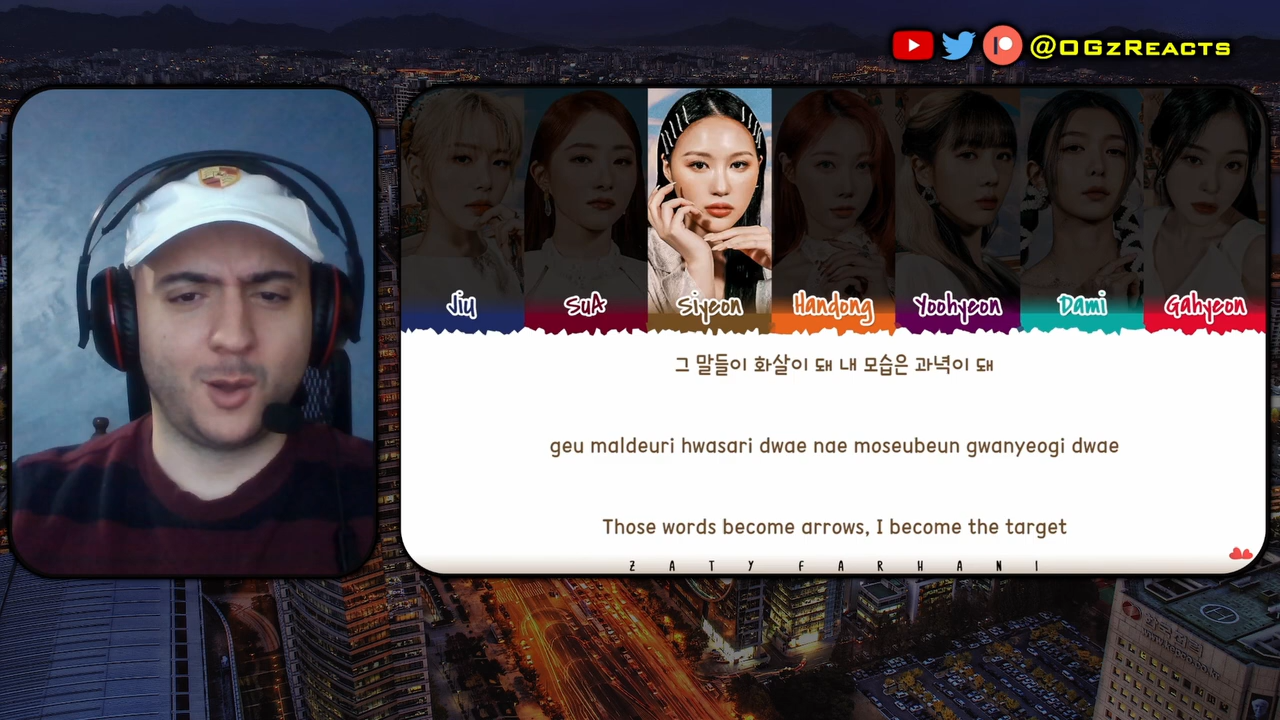 @OGzReacts
JiU
SuA
Siyeon
Handong
Yoohyeon
Dami
Gahyeon
그 말들이 화살이 돼 내 모습은 과녁이 돼
geu maldeuri hwasari dwae nae moseubeun gwanyeogi dwae
Those words become arrows, I become the target
ZATY FARHANI